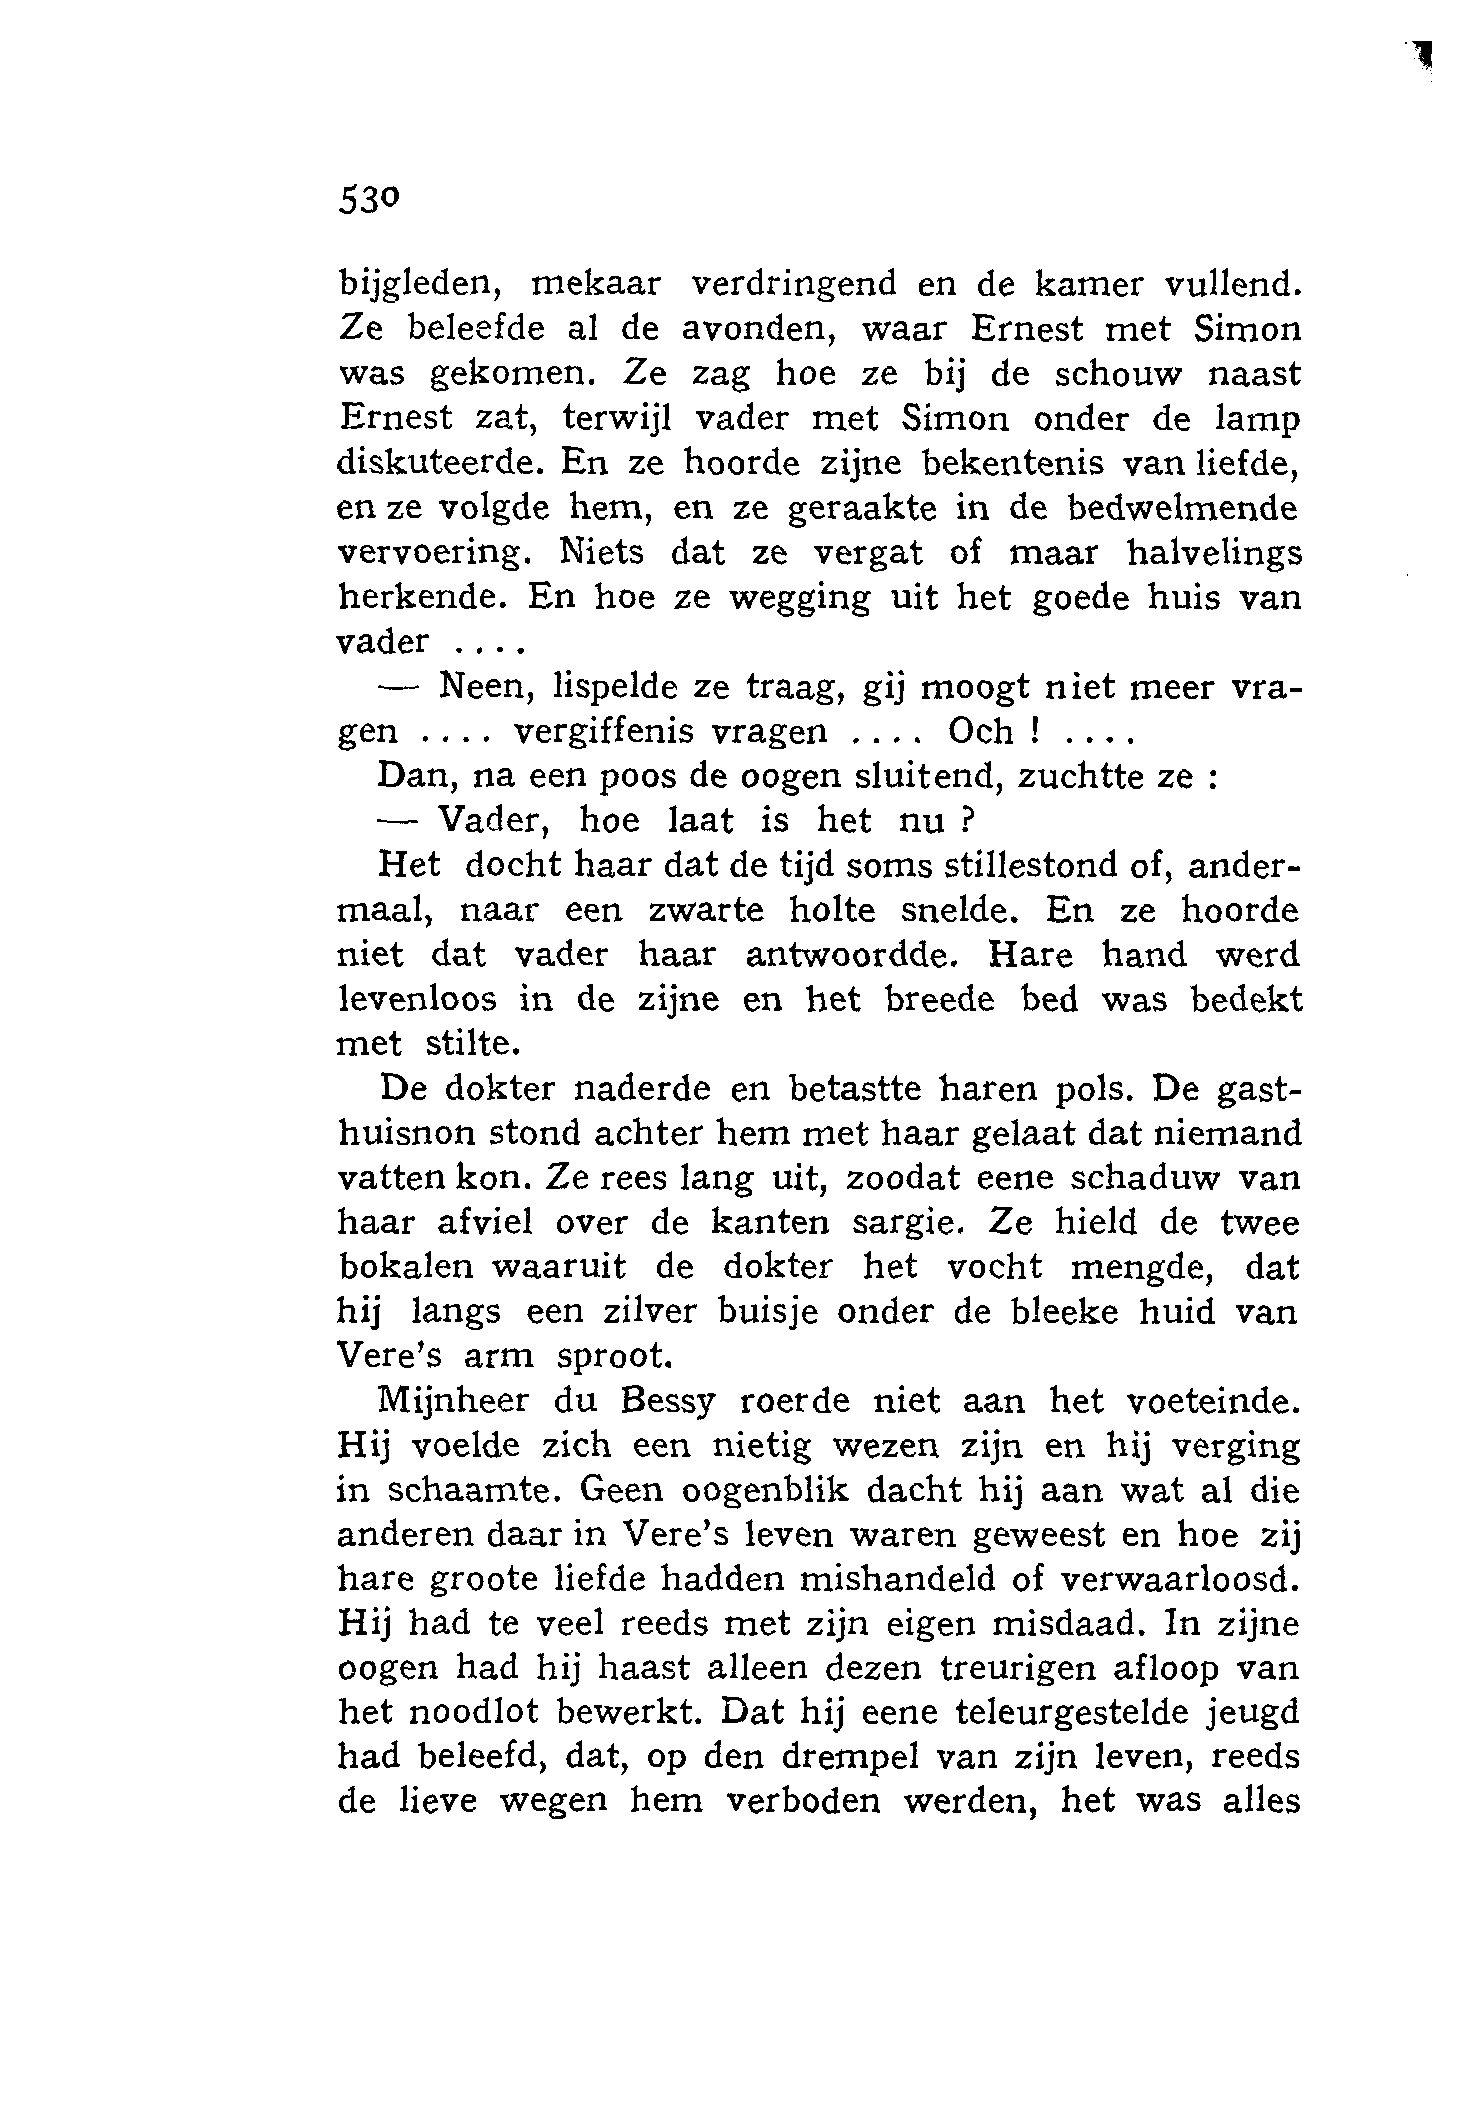 530
bijgleden, mekaar verdringend en de kamer vullend.
Ze beleefde al de avonden, waar Ernest met Simon
was gekomen. Ze zag hoe ze bij de schouw naast
Ernest zat, terwijl vader met Simon onder de lamp
diskuteerde. En ze hoorde zijne bekentenis van liefde,
en ze volgde hem, en ze geraakte in de bedwelmende
vervoering. Niets dat ze vergat of maar halvelings
herkende. En hoe ze wegging uit het goede huis van
vader ....
— Neen, lispelde ze traag, gij moogt niet meer vra-
gen .... vergiffenis vragen .... Och ! ....
Dan, na een poos de oogen sluitend, zuchtte ze :
— Vader, hoe laat is het nu ?
Het docht haar dat de tijd soms stillestond of, ander-
maal, naar een zwarte holte snelde. En ze hoorde
niet dat vader haar antwoordde. Hare hand werd
levenloos in de zijne en het breede bed was bedekt
met stilte.
De dokter naderde en betastte haren pols. De gast-
huisnon stond achter hem met haar gelaat dat niemand
vatten kon. Ze rees lang uit, zoodat eene schaduw van
haar afviel over de kanten sargie. Ze hield de twee
bokalen waaruit de dokter het vocht mengde, dat
hij langs een zilver buisje onder de bleeke huid van
Vere's arm sproot.
Mijnheer du Bessy roerde niet aan het voeteinde.
Hij voelde zich een nietig wezen zijn en hij verging
in schaamte. Geen oogenblik dacht hij aan wat al die
anderen daar in Vere's leven waren geweest en hoe zij
hare groote liefde hadden mishandeld of verwaarloosd.
Hij had te veel reeds met zijn eigen misdaad. In zijne
oogen had hij haast alleen dezen treurigen afloop van
het noodlot bewerkt. Dat hij eene teleurgestelde jeugd
had beleefd, dat, op den drempel van zijn leven, reeds
de lieve wegen hem verboden werden, het was alles